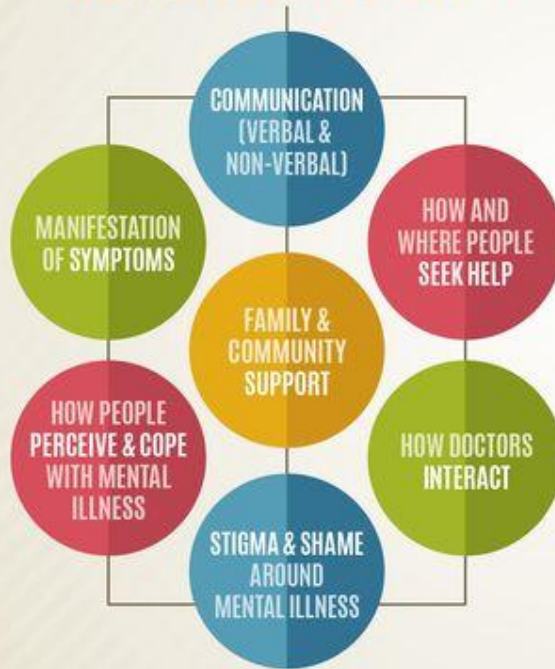 COMMUNICATION
(VERBAL &
NON-VERBAL)
MANIFESTATION
OF SYMPTOMS
HOW AND
WHERE PEOPLE
SEEK HELP
FAMILY &
COMMUNITY
SUPPORT
HOW PEOPLE
PERCEIVE & COPE
WITH MENTAL
ILLNESS
HOW DOCTORS
INTERACT
STIGMA & SHAME
AROUND
MENTAL ILLNESS